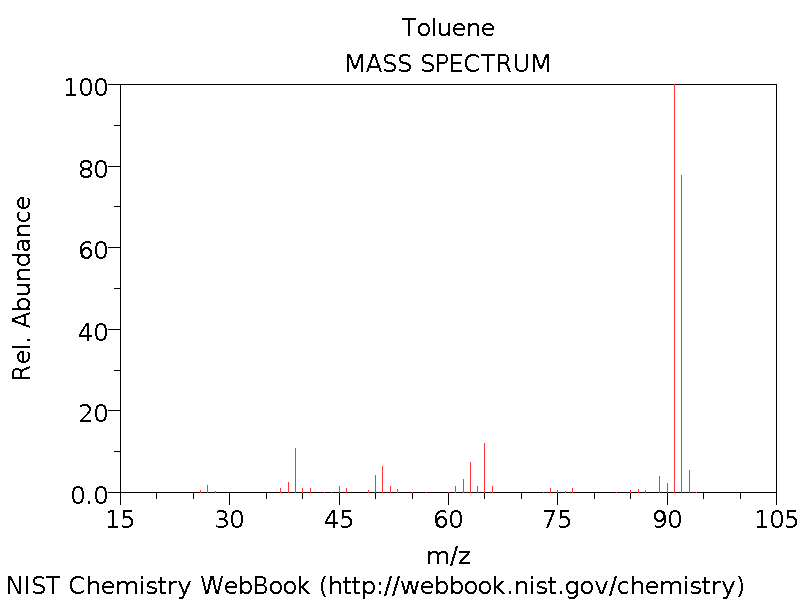 Toluene
MASS SPECTRUM
100
80
60
40
20
0.0
Rel. Abundance
15 30 45 60 75 90 105
m/z
NIST Chemistry WebBook (http://webbook.nist.gov/chemistry)